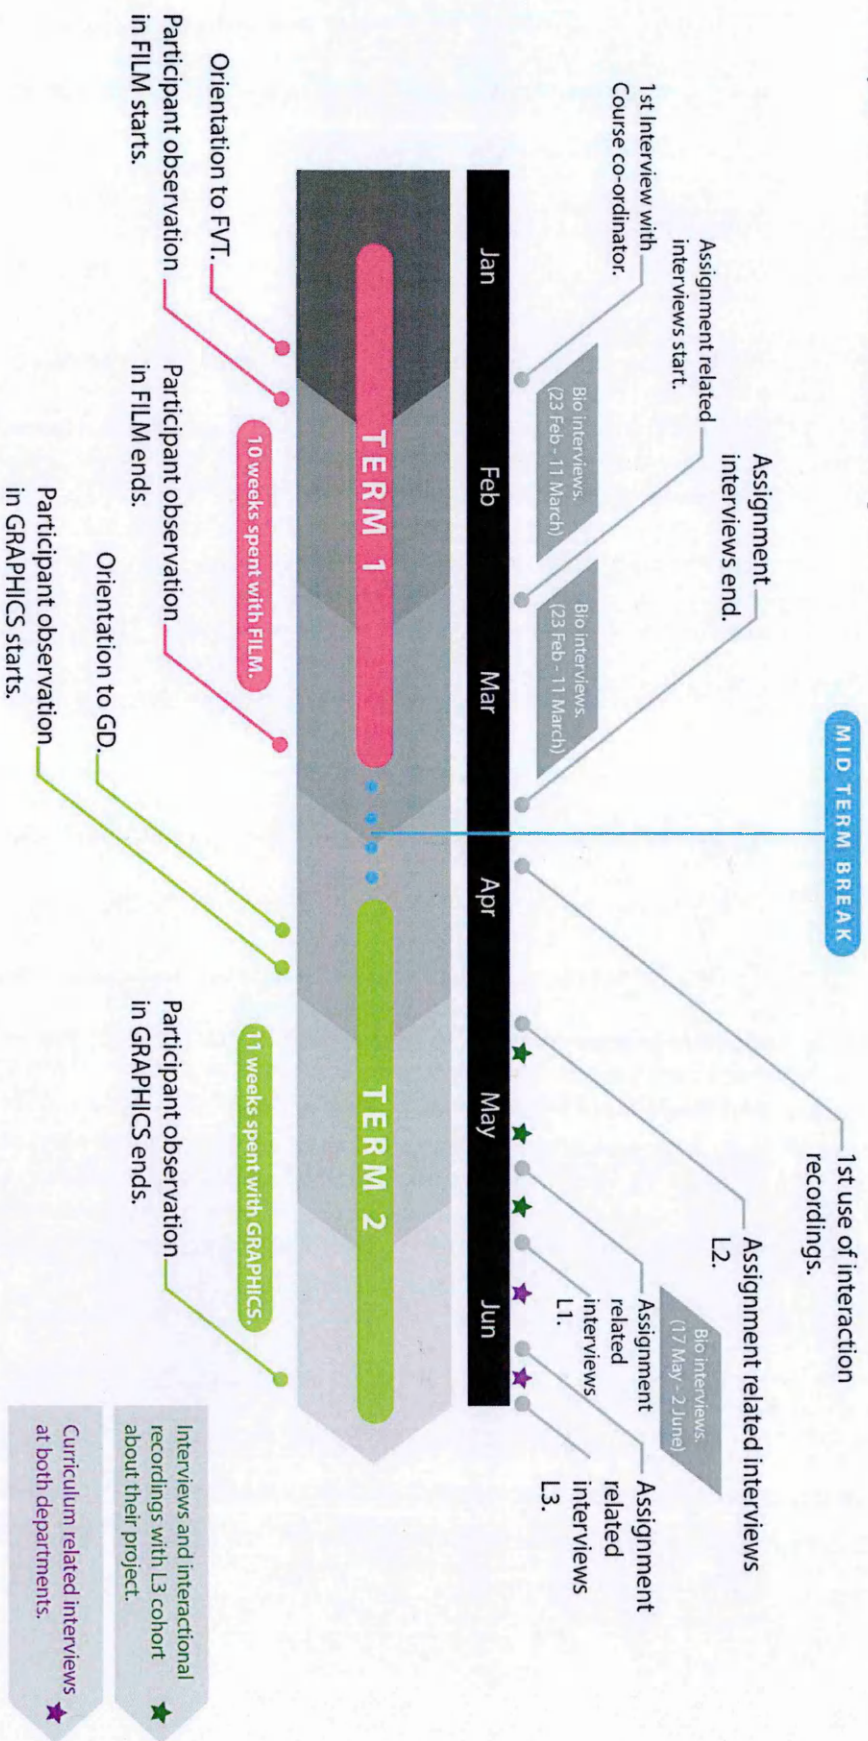 MID TERM BREAK
1st Interview with
Course co-ordinator.
Assignment related
interviews start.
Assignment
interviews end.
1st use of interaction
recordings.
Assignment related interviews
L2.
Assignment
related
interviews
L1.
Assignment
related
interviews
L3.
Bio interviews.
(23 Feb - 11 March)
Bio interviews.
(23 Feb - 11 March)
Bio interviews.
(17 May - 2 June)
Jan
Feb
Mar
Apr
May
Jun
TERM 1
TERM 2
Orientation to FVT.
Participant observation
in FILM starts.
10 weeks spent with FILM.
Participant observation
in FILM ends.
Orientation to GD.
Participant observation
in GRAPHICS starts.
11 weeks spent with GRAPHICS.
Participant observation
in GRAPHICS ends.
Interviews and interactional
recordings with L3 cohort
about their project.
Curriculum related interviews
at both departments.